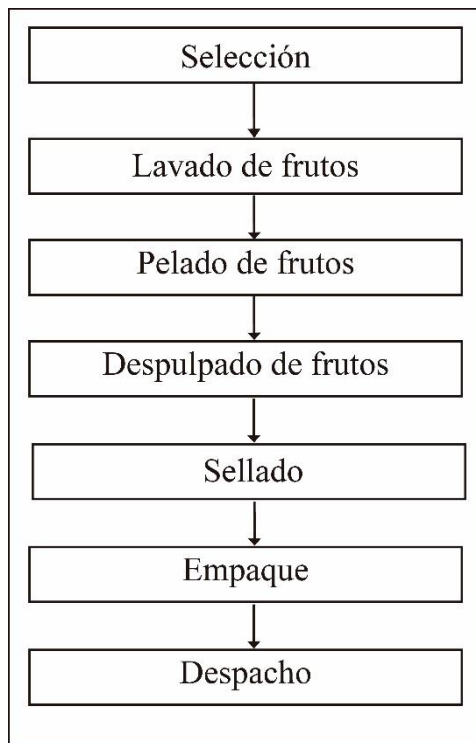 Selección
Lavado de frutos
Pelado de frutos
Despulpado de frutos
Sellado
Empaque
Despacho